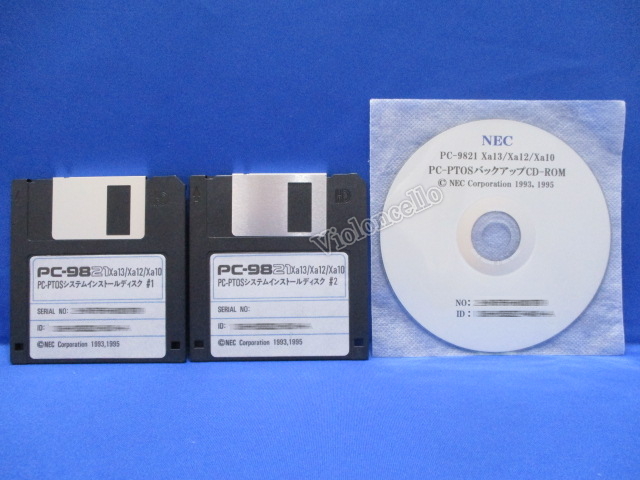 PC-9821Xa13/Xa12/Xa10
PC-PTOSシステムインストールディスク #1
SERIAL NO:
ID:
©NEC Corporation 1993,1995
PC-9821Xa13/Xa12/Xa10
PC-PTOSシステムインストールディスク #2
SERIAL NO:
ID:
©NEC Corporation 1993,1995
Violoncello
NEC
PC-9821 Xa13/Xa12/Xa10
PC-PTOSバックアップCD-ROM
© NEC Corporation 1993, 1995
NO:
ID: